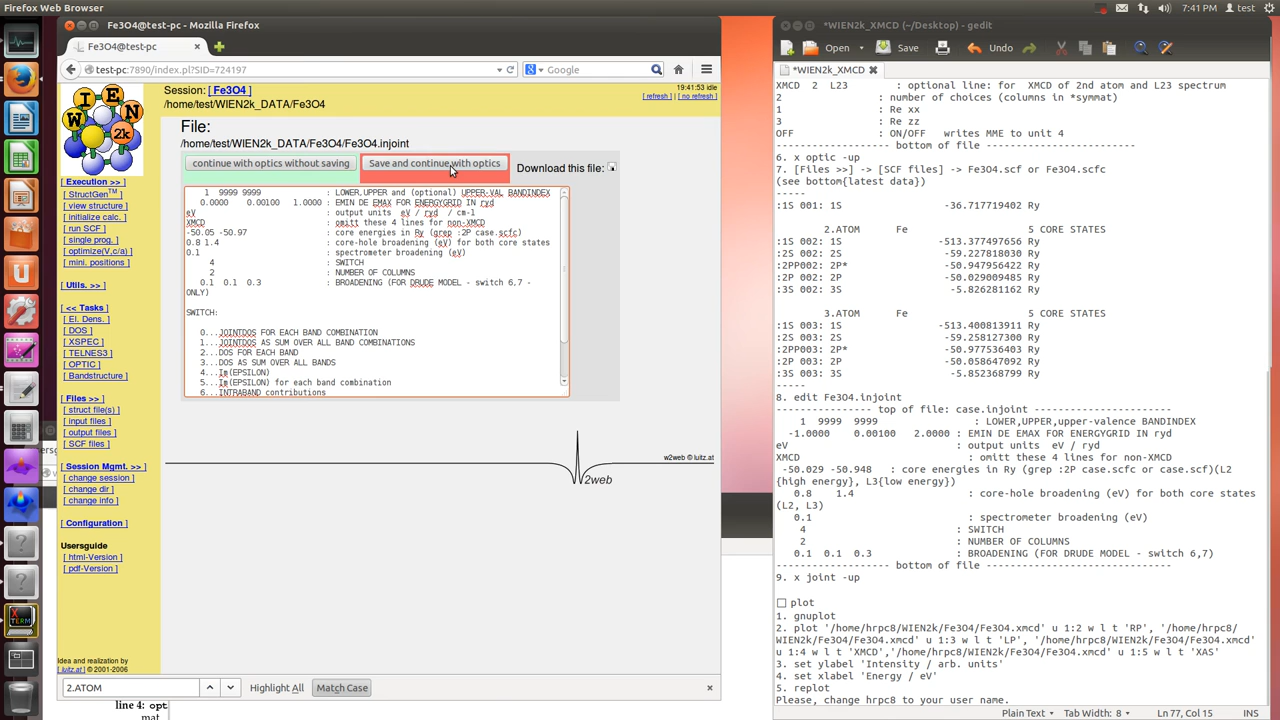 Firefox Web Browser
7:41 PM test
Fe3O4@test-pc - Mozilla Firefox
Fe3O4@test-pc
test-pc:7890/index.pl?SID=724197
Google
W I E N 2k
Session: [ Fe3O4 ]
/home/test/WIEN2k_DATA/Fe3O4
19:41:53 idle
[ refresh ] [ no refresh ]
[ Execution >> ]
[ StructGen™ ]
[ view structure ]
[ initialize calc. ]
[ run SCF ]
[ single prog. ]
[ optimize(V,c/a) ]
[ mini. positions ]
[ Utils. >> ]
[ << Tasks ]
[ El. Dens. ]
[ DOS ]
[ XSPEC ]
[ TELNES3 ]
[ OPTIC ]
[ Bandstructure ]
[ Files >> ]
[ struct file(s) ]
[ input files ]
[ output files ]
[ SCF files ]
[ Session Mgmt. >> ]
[ change session ]
[ change dir ]
[ change info ]
[ Configuration ]
Usersguide
[ html-Version ]
[ pdf-Version ]
Idea and realization by
[ luitz.at ] © 2001-2006
File:
/home/test/WIEN2k_DATA/Fe3O4/Fe3O4.injoint
continue with optics without saving
Save and continue with optics
Download this file:
1 9999 9999 : LOWER,UPPER and (optional) UPPER-VAL BANDINDEX
0.0000 0.00100 1.0000 : EMIN DE EMAX FOR ENERGYGRID IN ryd
eV : output units eV / ryd / cm-1
XMCD : omitt these 4 lines for non-XMCD
-50.05 -50.97 : core energies in Ry (grep :2P case.scfc)
0.8 1.4 : core-hole broadening (eV) for both core states
0.1 : spectrometer broadening (eV)
4 : SWITCH
2 : NUMBER OF COLUMNS
0.1 0.1 0.3 : BROADENING (FOR DRUDE MODEL - switch 6,7 -
ONLY)
SWITCH:
0...JOINTDOS FOR EACH BAND COMBINATION
1...JOINTDOS AS SUM OVER ALL BAND COMBINATIONS
2...DOS FOR EACH BAND
3...DOS AS SUM OVER ALL BANDS
4...Im(EPSILON)
5...Im(EPSILON) for each band combination
6...INTRABAND contributions
w2web © luitz.at
2web
2.ATOM
Highlight All
Match Case
line 4: opt
mat
*WIEN2k_XMCD (~/Desktop) - gedit
Open
Save
Undo
*WIEN2k_XMCD
XMCD 2 L23 : optional line: for XMCD of 2nd atom and L23 spectrum
2 : number of choices (columns in *symmat)
1 : Re xx
3 : Re zz
OFF : ON/OFF writes MME to unit 4
------------------ bottom of file -----------------------------
6. x optic -up
7. [Files >>] -> [SCF files] -> Fe3O4.scf or Fe3O4.scfc
(see bottom{latest data})
-----
:1S 001: 1S -36.717719402 Ry
2.ATOM Fe 5 CORE STATES
:1S 002: 1S -513.377497656 Ry
:2S 002: 2S -59.227818030 Ry
:2PP002: 2P* -50.947956422 Ry
:2P 002: 2P -50.029009485 Ry
:3S 002: 3S -5.826281162 Ry
3.ATOM Fe 5 CORE STATES
:1S 003: 1S -513.400813911 Ry
:2S 003: 2S -59.258127300 Ry
:2PP003: 2P* -50.977536403 Ry
:2P 003: 2P -50.058647092 Ry
:3S 003: 3S -5.852368799 Ry
-----
8. edit Fe3O4.injoint
---------------- top of file: case.injoint ----------------------
1 9999 9999 : LOWER,UPPER,upper-valence BANDINDEX
-1.0000 0.00100 2.0000 : EMIN DE EMAX FOR ENERGYGRID IN ryd
eV : output units eV / ryd
XMCD : omitt these 4 lines for non-XMCD
-50.029 -50.948 : core energies in Ry (grep :2P case.scfc or case.scf)(L2
{high energy}, L3{low energy})
0.8 1.4 : core-hole broadening (eV) for both core states
(L2, L3)
0.1 : spectrometer broadening (eV)
4 : SWITCH
2 : NUMBER OF COLUMNS
0.1 0.1 0.3 : BROADENING (FOR DRUDE MODEL - switch 6,7)
------------------ bottom of file -----------------------------
9. x joint -up
□ plot
1. gnuplot
2. plot '/home/hrpc8/WIEN2k/Fe3O4/Fe3O4.xmcd' u 1:2 w l t 'RP', '/home/hrpc8/
WIEN2k/Fe3O4/Fe3O4.xmcd' u 1:3 w l t 'LP', '/home/hrpc8/WIEN2k/Fe3O4/Fe3O4.xmcd'
u 1:4 w l t 'XMCD','/home/hrpc8/WIEN2k/Fe3O4/Fe3O4.xmcd' u 1:5 w l t 'XAS'
3. set ylabel 'Intensity / arb. units'
4. set xlabel 'Energy / eV'
5. replot
Please, change hrpc8 to your user name.
Plain Text
Tab Width: 8
Ln 77, Col 15
INS